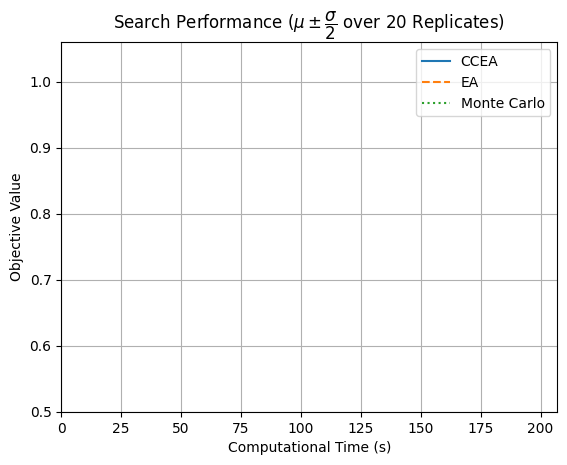 Search Performance (μ ± σ/2 over 20 Replicates)
CCEA
EA
Monte Carlo
Objective Value
1.0
0.9
0.8
0.7
0.6
0.5
0 25 50 75 100 125 150 175 200
Computational Time (s)